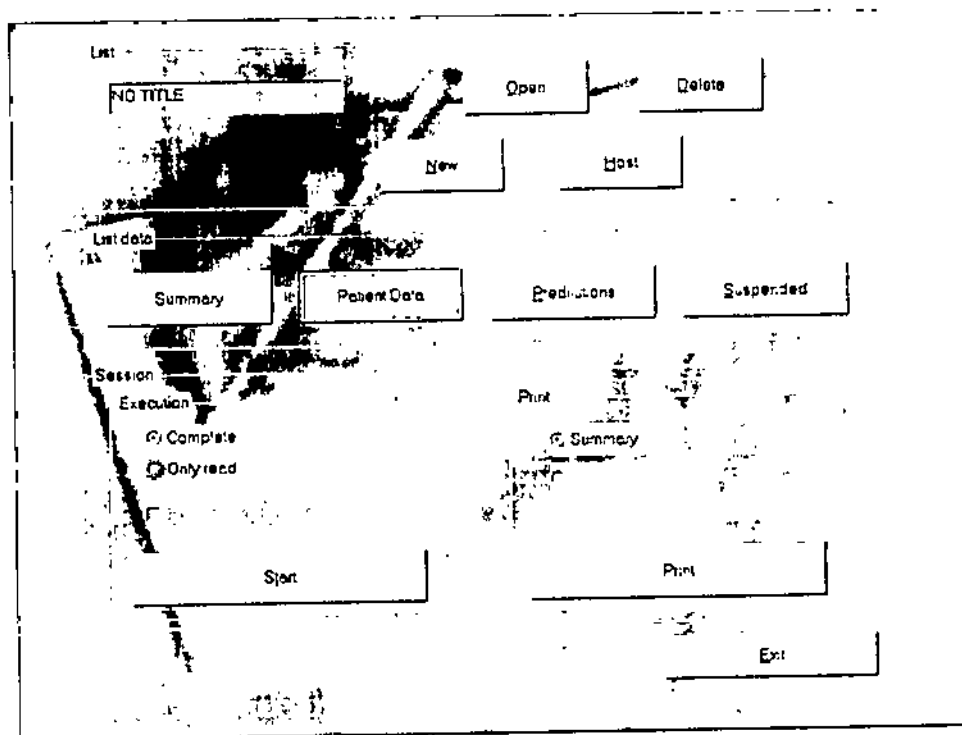 List
NO TITLE
Open
Delete
New
Host
List data
Summary
Patient Data
Predilutions
Suspended
Session
Execution
Print
Complete
Summary
Only read
Start
Print
Exit